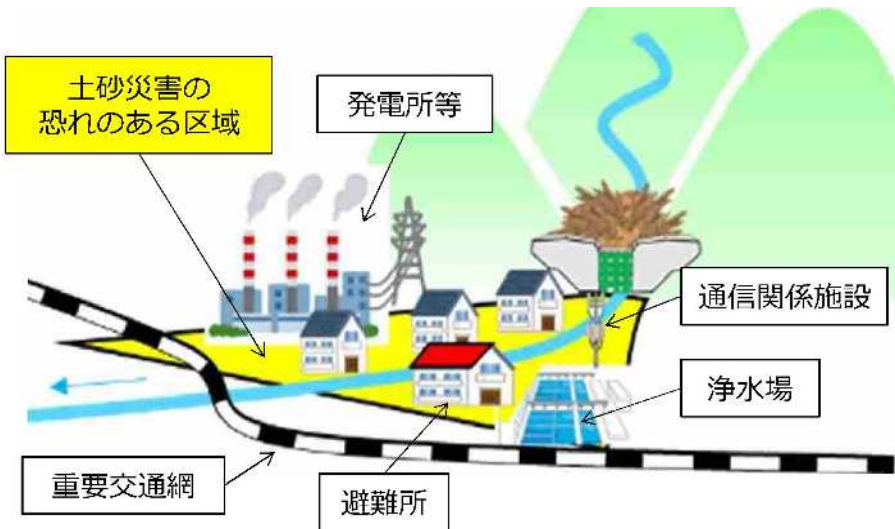 土砂災害の
恐れのある区域
発電所等
通信関係施設
浄水場
重要交通網
避難所